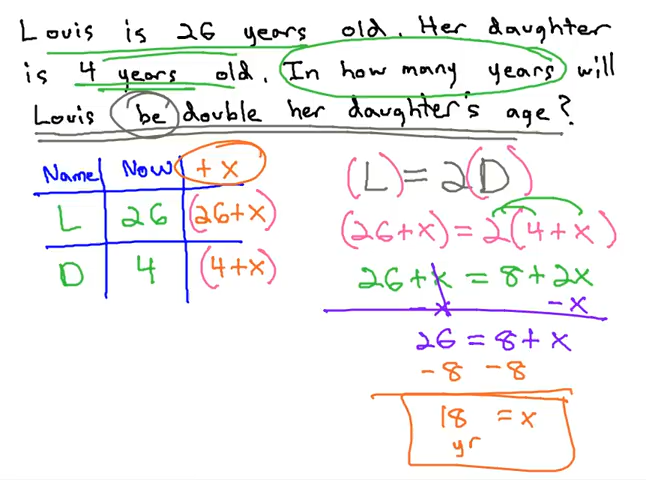 Louis is 26 years old. Her daughter
is 4 years old. In how many years will
Louis be double her daughter's age?
Name Now + x
L 26 (26+x)
D 4 (4+x)
(L) = 2(D)
(26+x) = 2(4+x)
26 + x = 8 + 2x
- x - x
26 = 8 + x
- 8 - 8
18 = x
yr